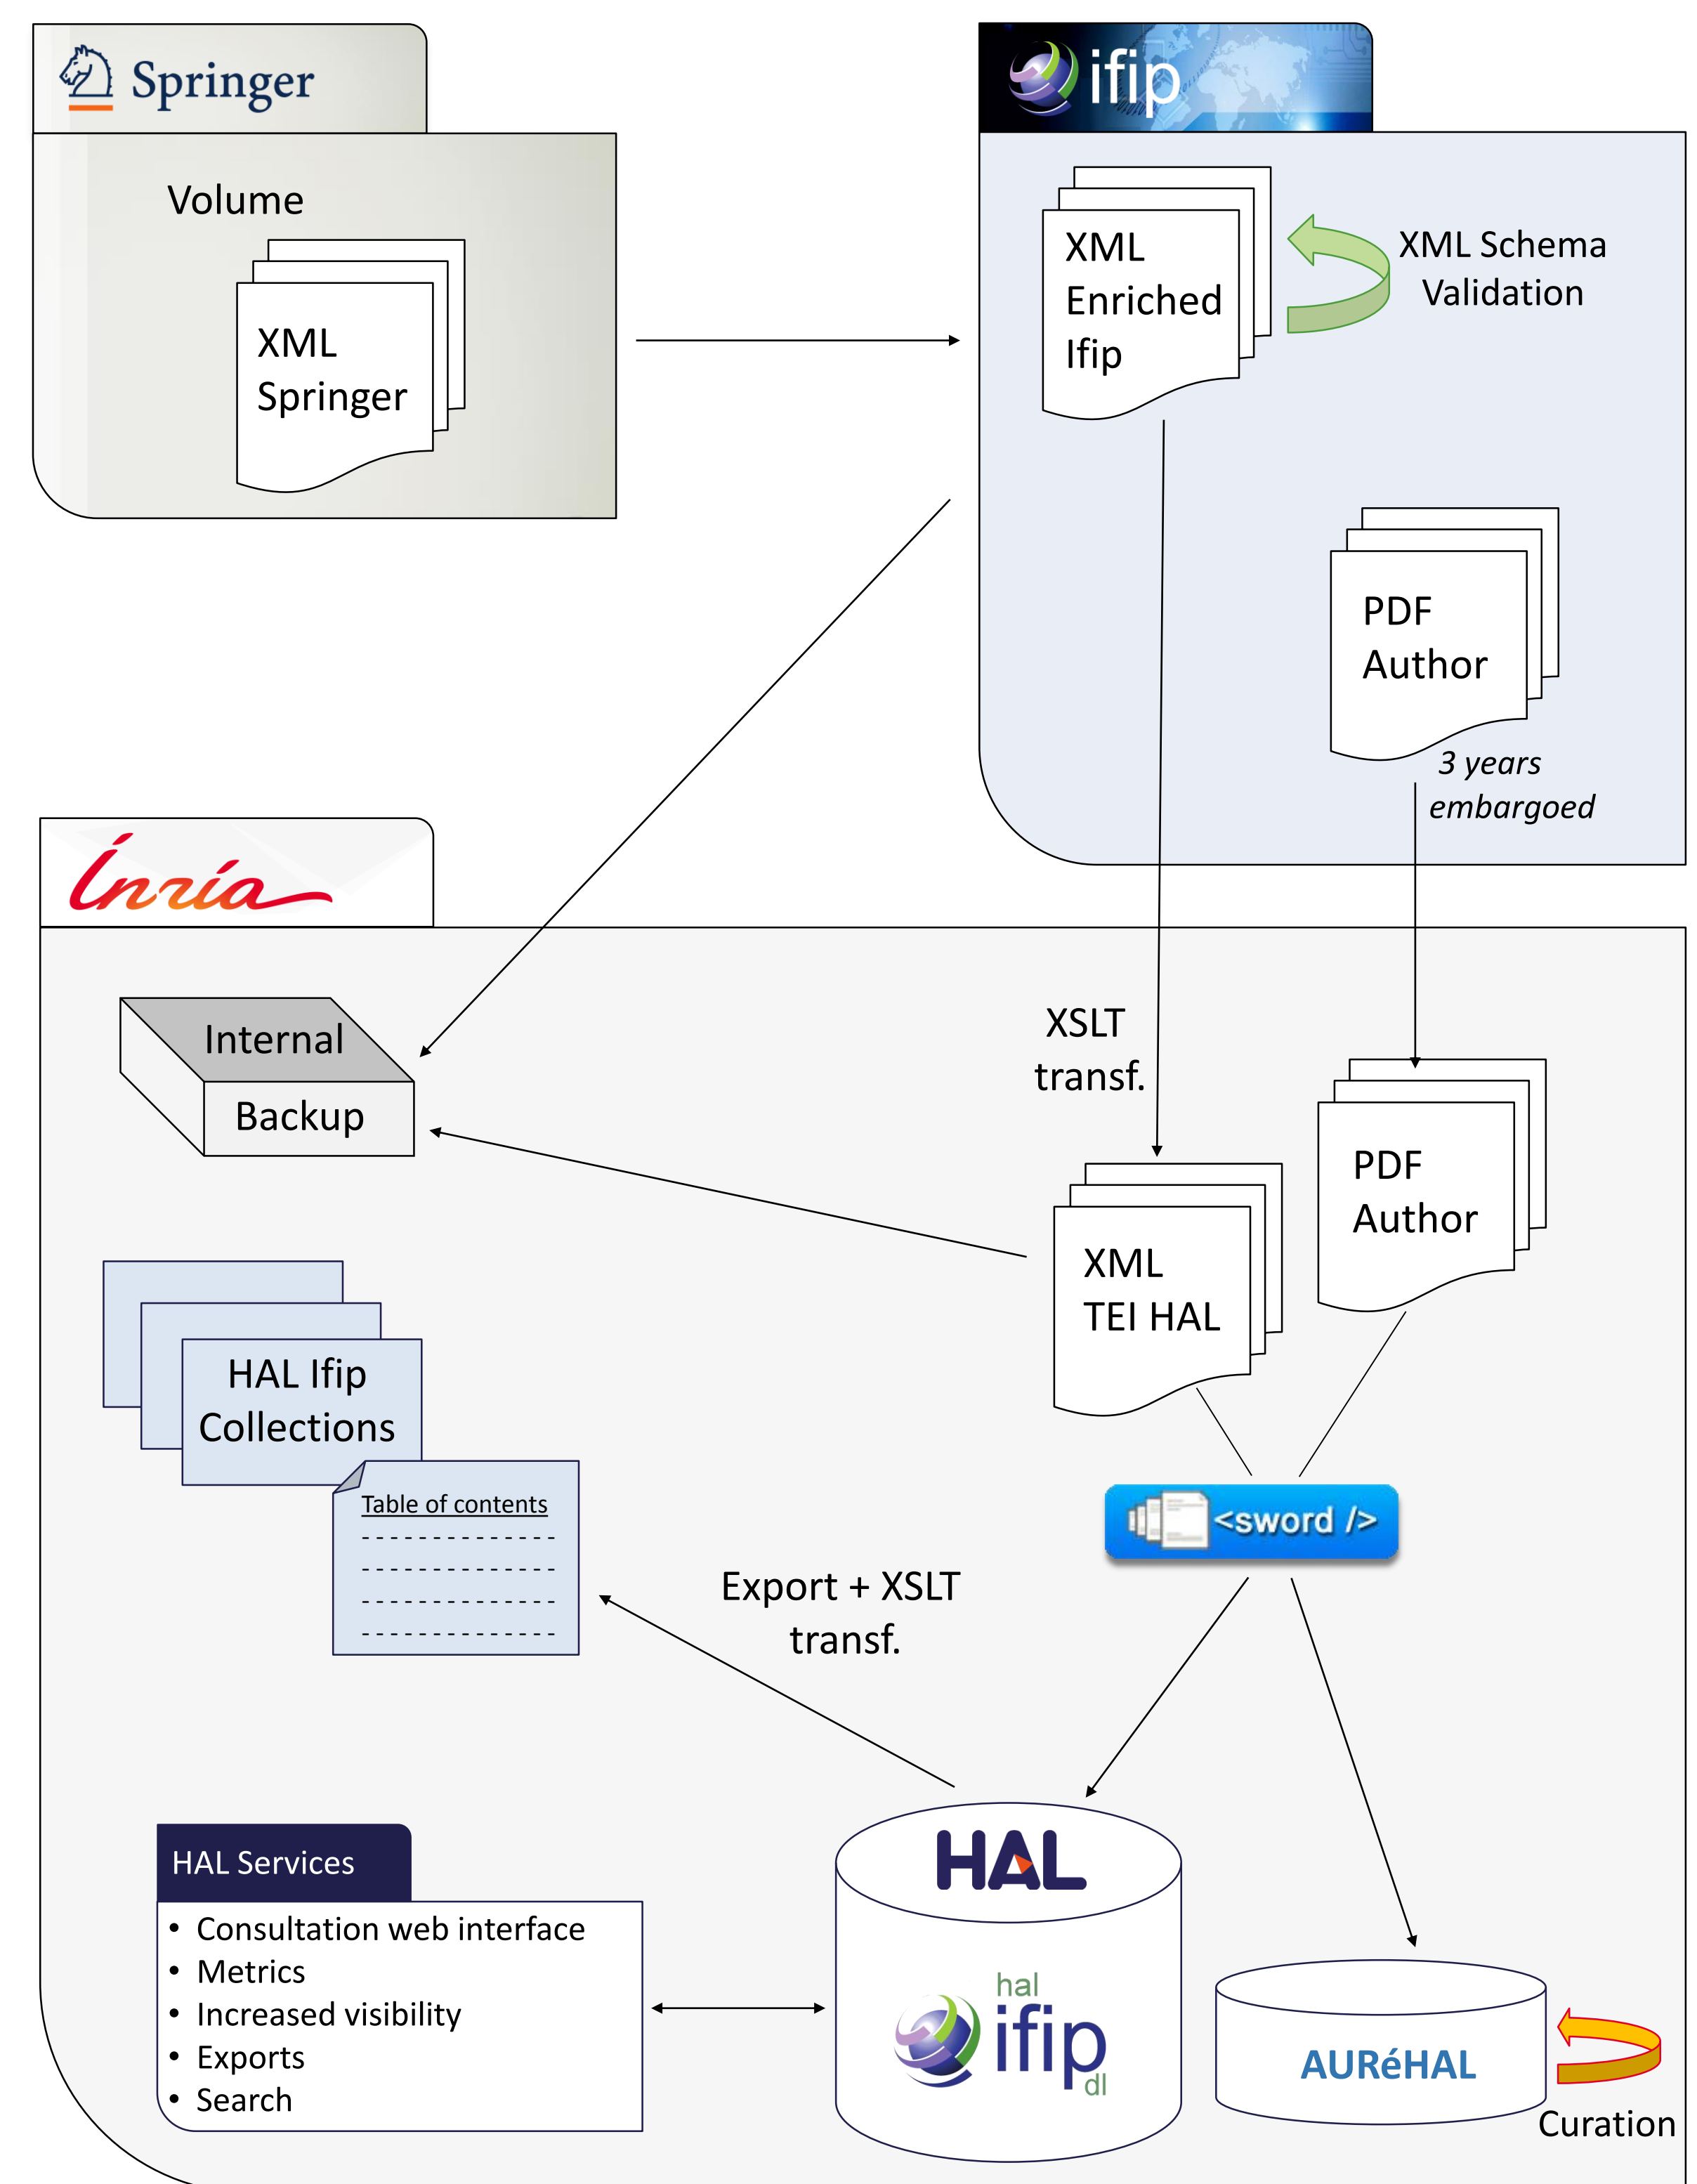 Springer
ifip
Volume
XML
Springer
XML
Enriched
Ifip
XML Schema
Validation
PDF
Author
3 years
embargoed
Inria
Internal
Backup
XSLT
transf.
PDF
Author
XML
TEI HAL
HAL Ifip
Collections
Table of contents
<sword />
Export + XSLT
transf.
HAL Services
• Consultation web interface
• Metrics
• Increased visibility
• Exports
• Search
HAL
hal
ifip
dl
AURéHAL
Curation